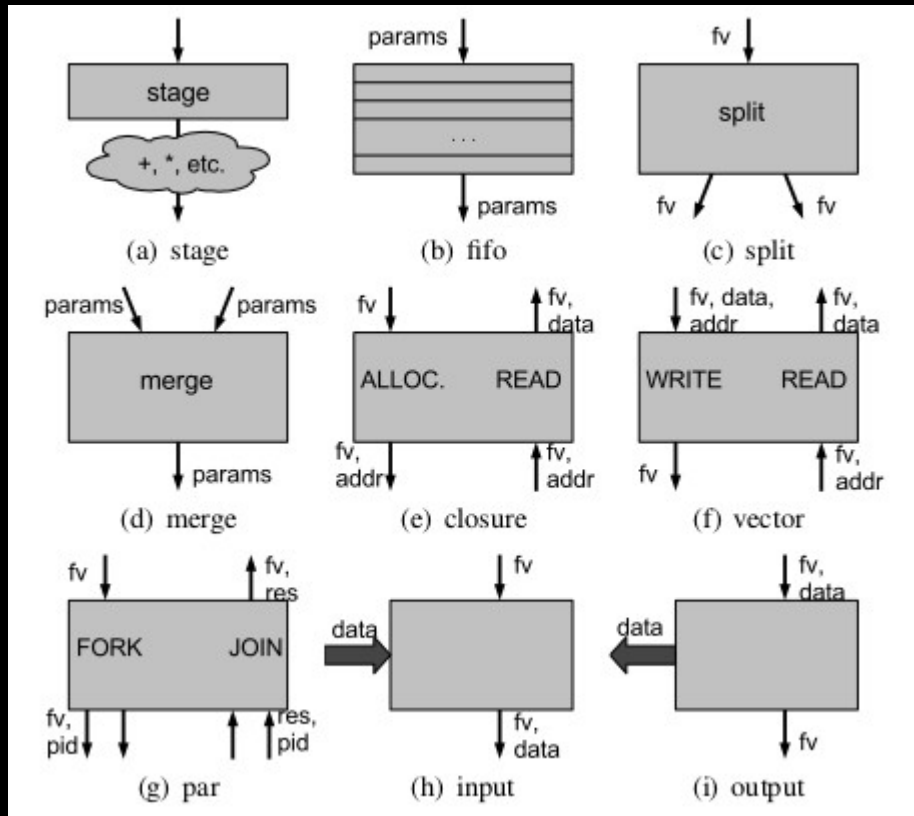 params
fv
stage
split
. . .
+, *, etc.
params
fv
fv
(a) stage
(b) fifo
(c) split
params
params
fv
fv,
data
fv, data,
addr
fv,
data
merge
ALLOC.
READ
WRITE
READ
params
fv,
addr
fv,
addr
fv
fv,
addr
(d) merge
(e) closure
(f) vector
fv
fv,
res
fv
fv,
data
FORK
JOIN
data
data
fv,
pid
res,
pid
fv,
data
fv
(g) par
(h) input
(i) output